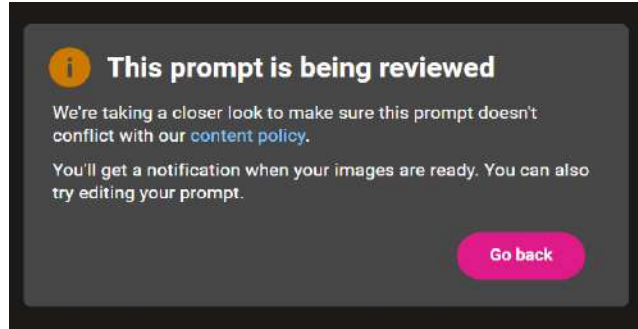 This prompt is being reviewed
We're taking a closer look to make sure this prompt doesn't
conflict with our content policy.
You'll get a notification when your images are ready. You can also
try editing your prompt.
Go back